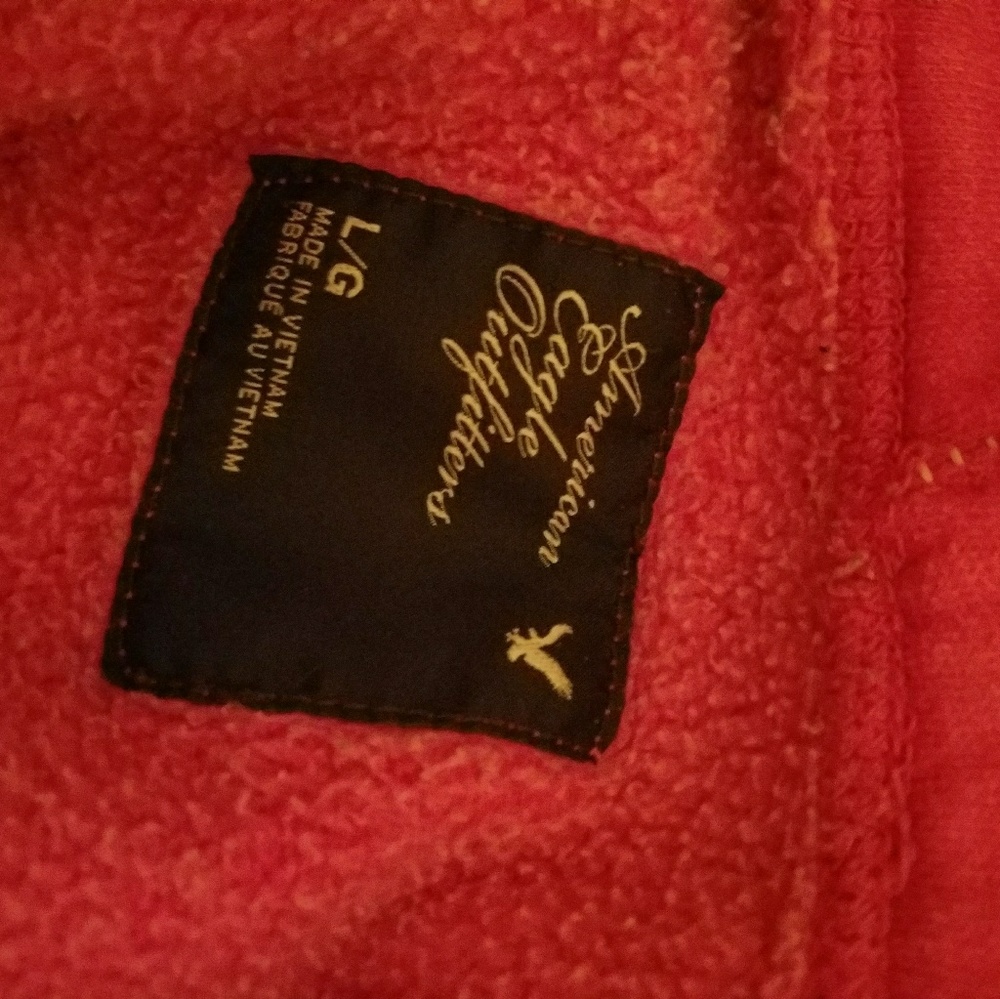 American
Eagle
Outfitters
L/G
MADE IN VIETNAM
FABRIQUE AU VIETNAM